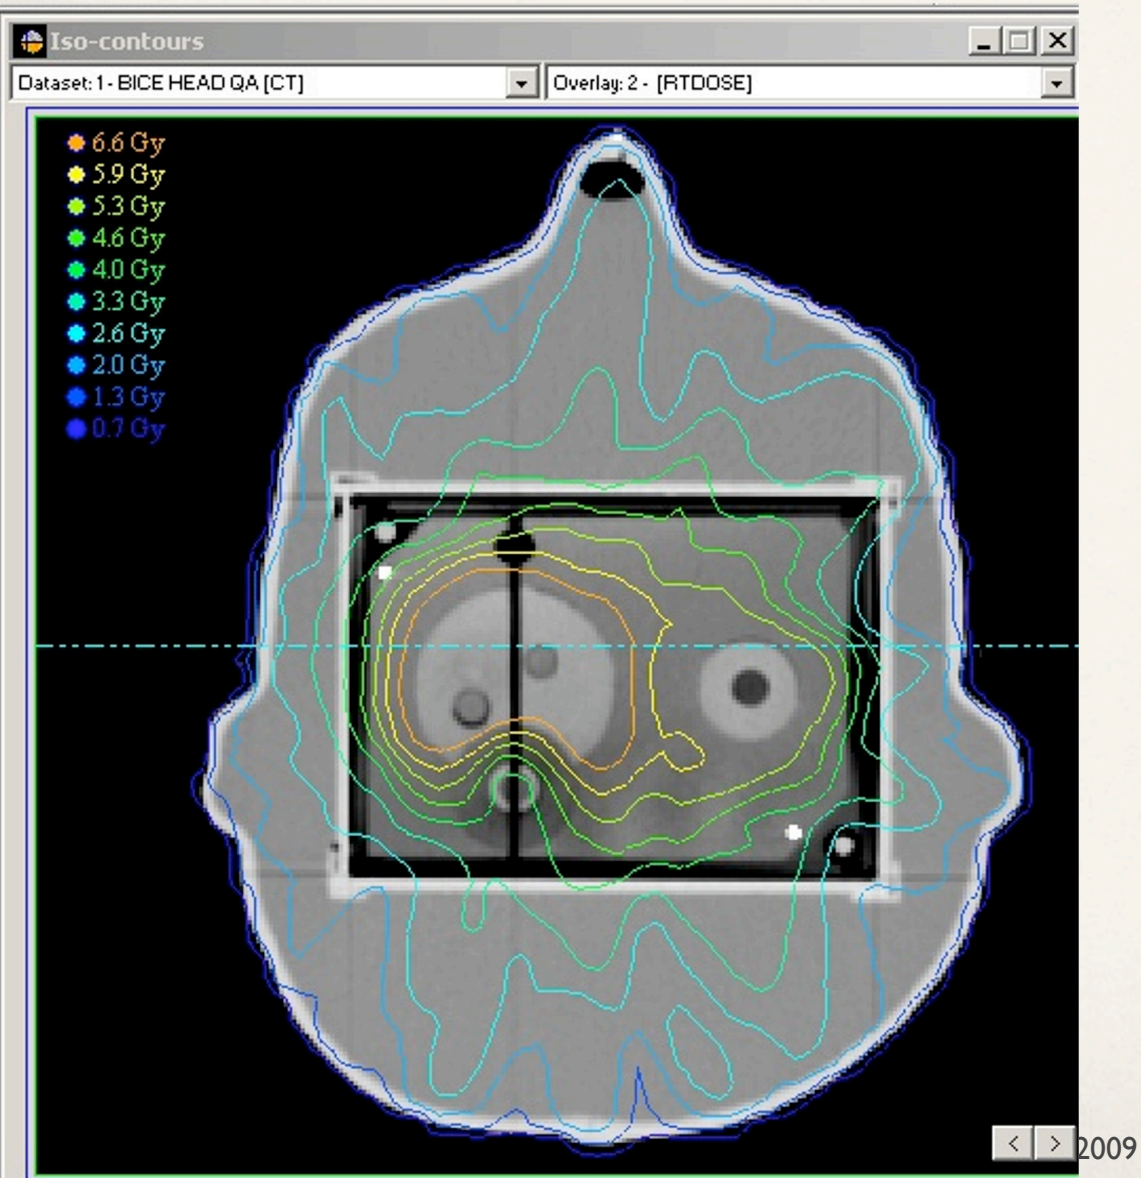 Iso-contours
Dataset: 1 - BICE HEAD QA [CT]
Overlay: 2 - [RTDOSE]
6.6 Gy
5.9 Gy
5.3 Gy
4.6 Gy
4.0 Gy
3.3 Gy
2.6 Gy
2.0 Gy
1.3 Gy
0.7 Gy
2009